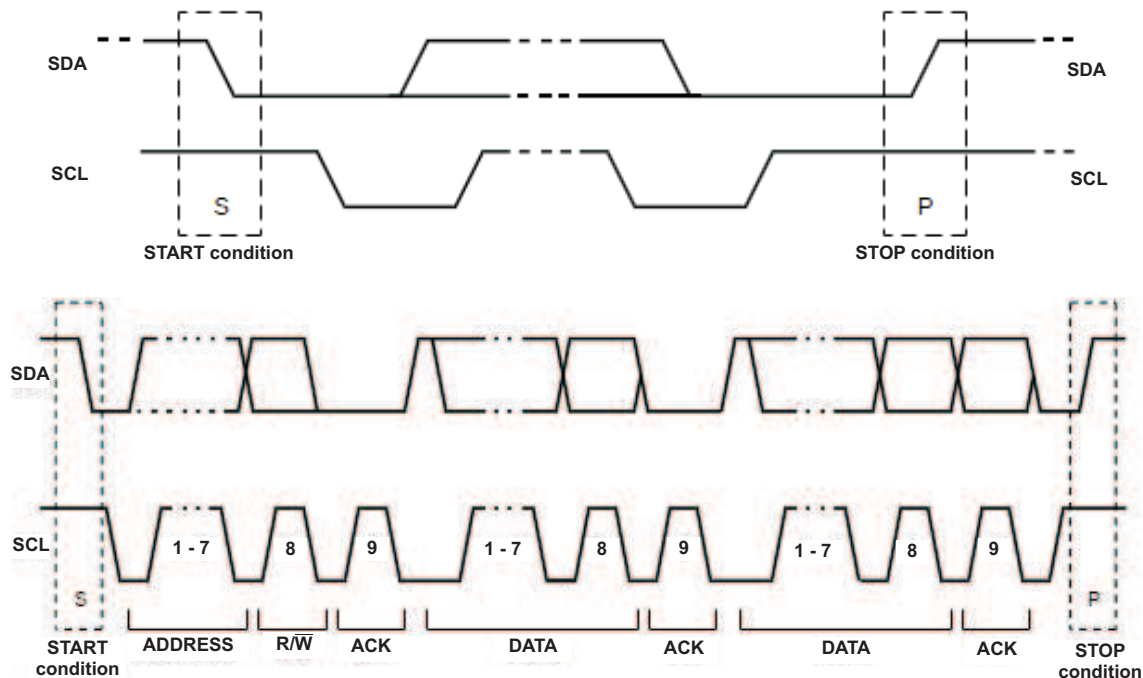 SDA SDA
SCL SCL
S P
START condition STOP condition
SDA
SCL 1 - 7 8 9 1 - 7 8 9 1 - 7 8 9
S P
START condition ADDRESS R/W̅ ACK DATA ACK DATA ACK STOP condition